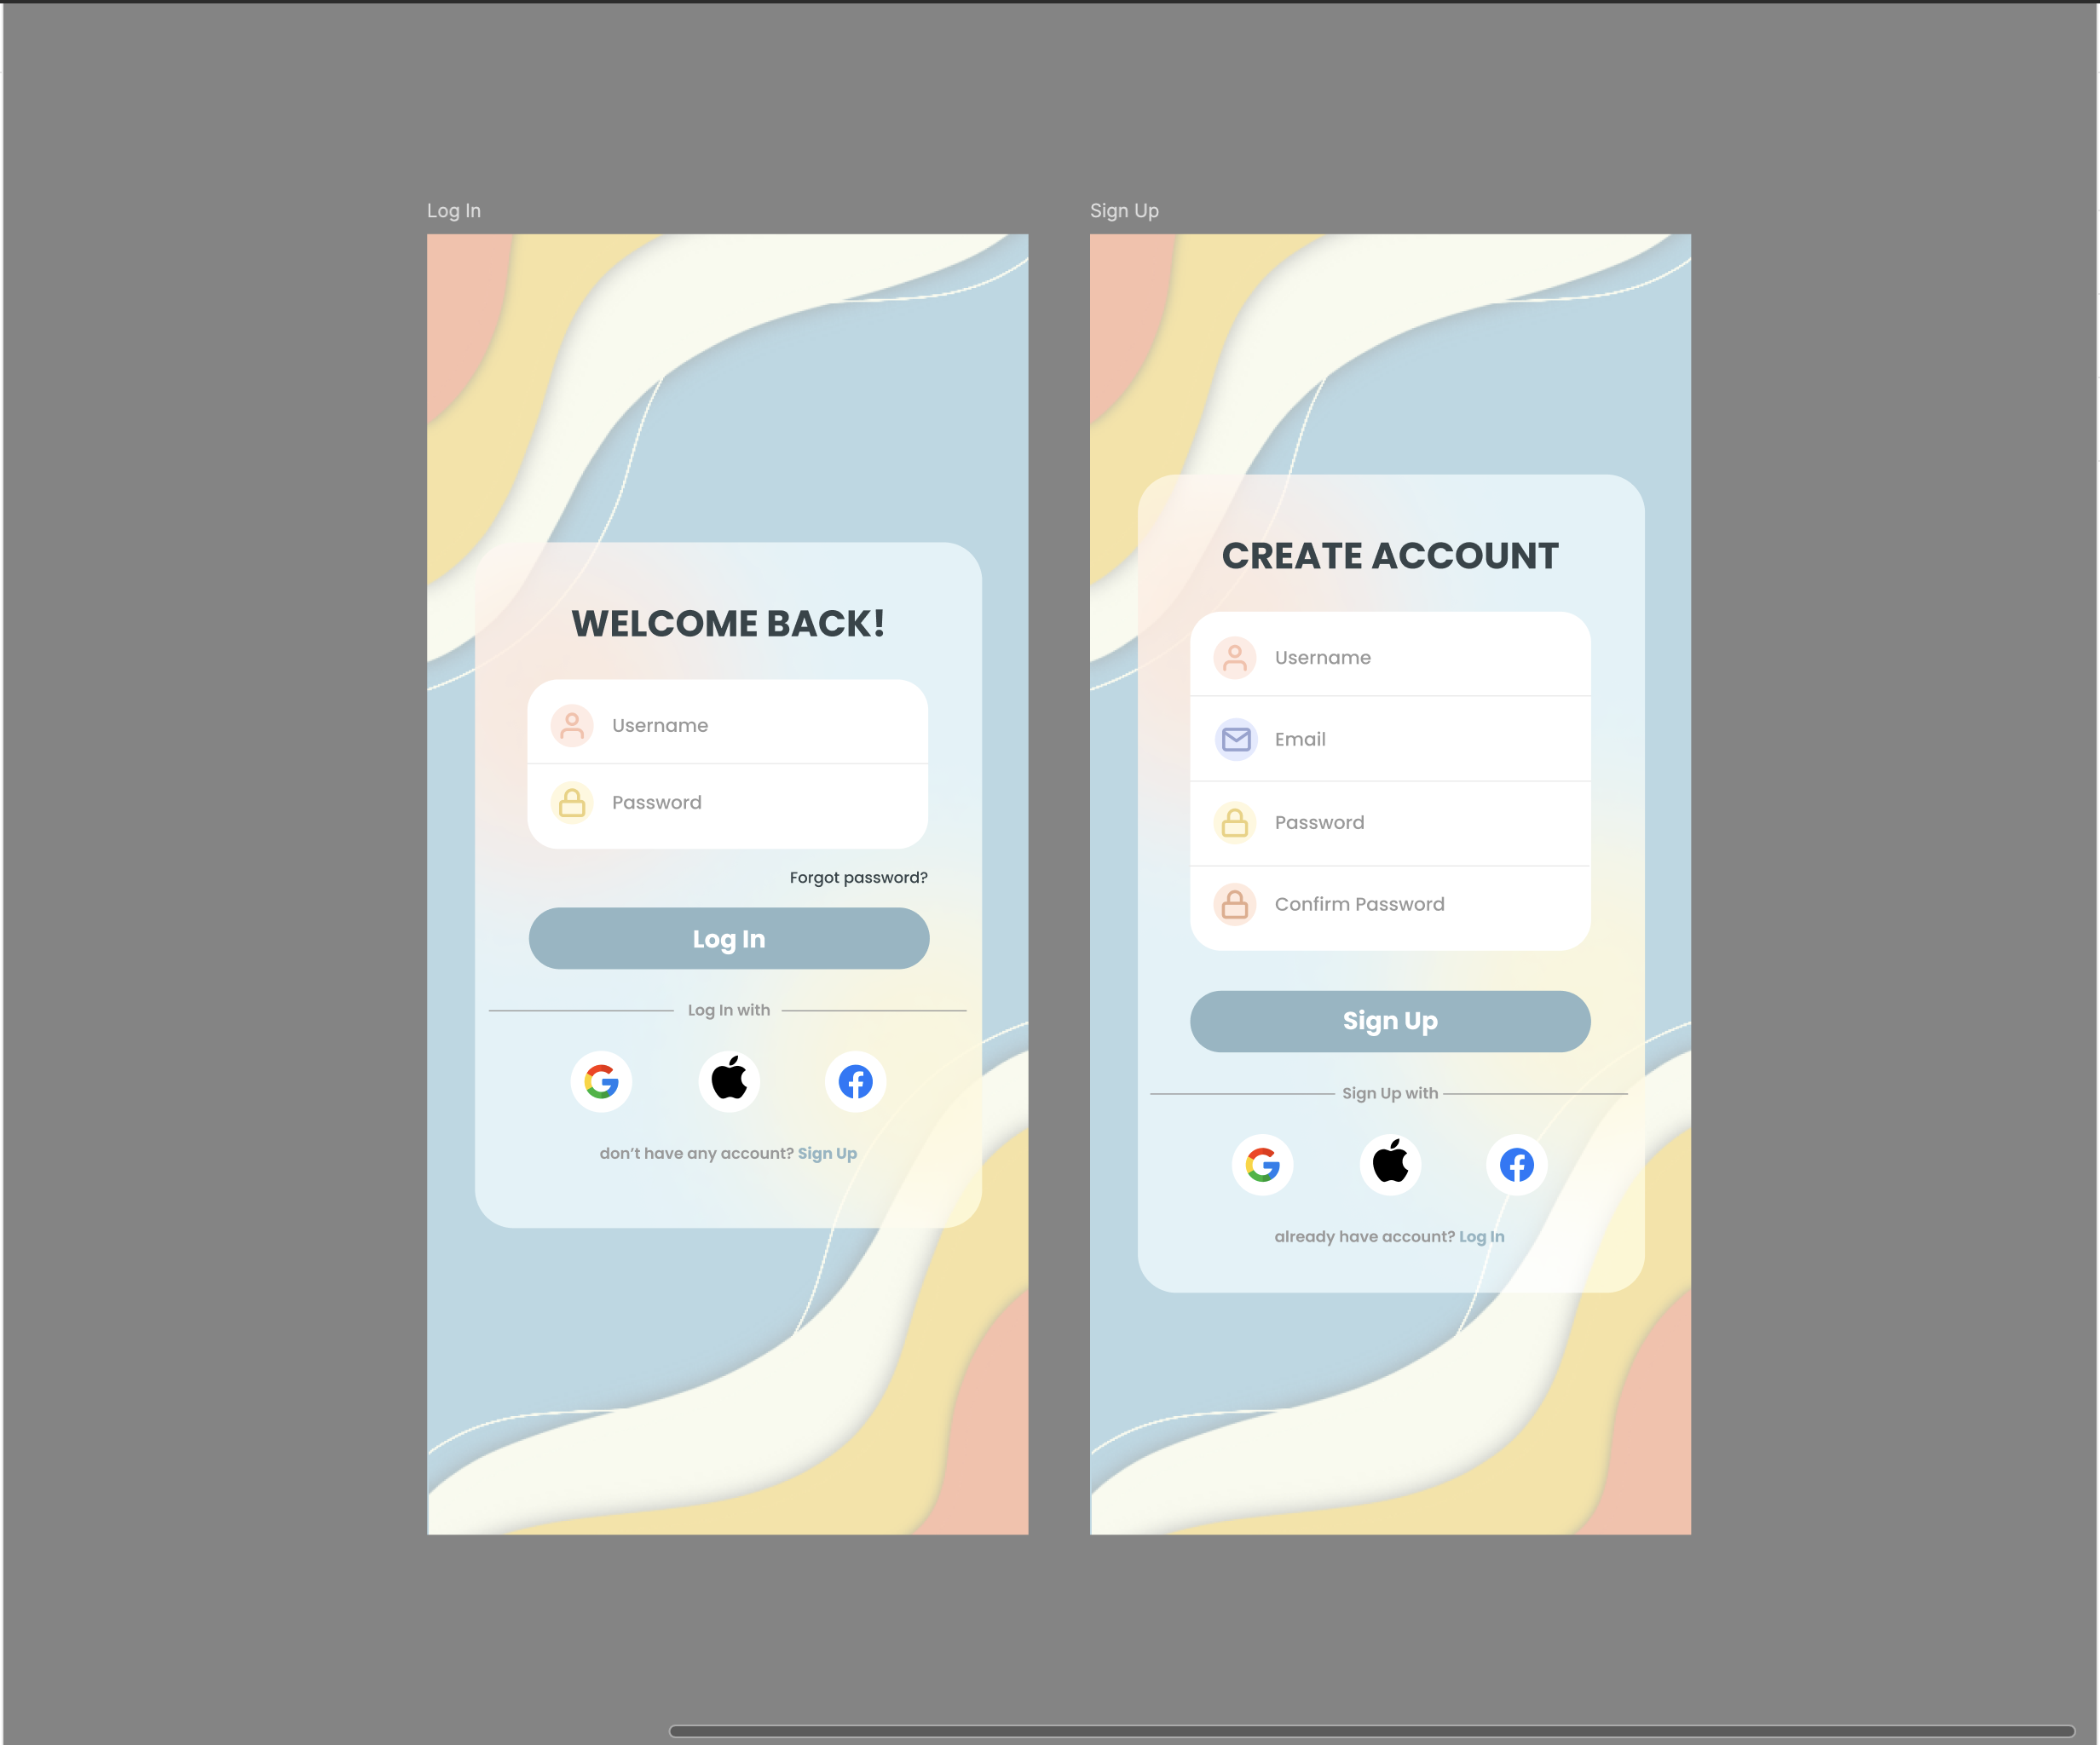 Log In
WELCOME BACK!
Username
Password
Forgot password?
Log In
Log In with
don't have any account? Sign Up
Sign Up
CREATE ACCOUNT
Username
Email
Password
Confirm Password
Sign Up
Sign Up with
already have account? Log In